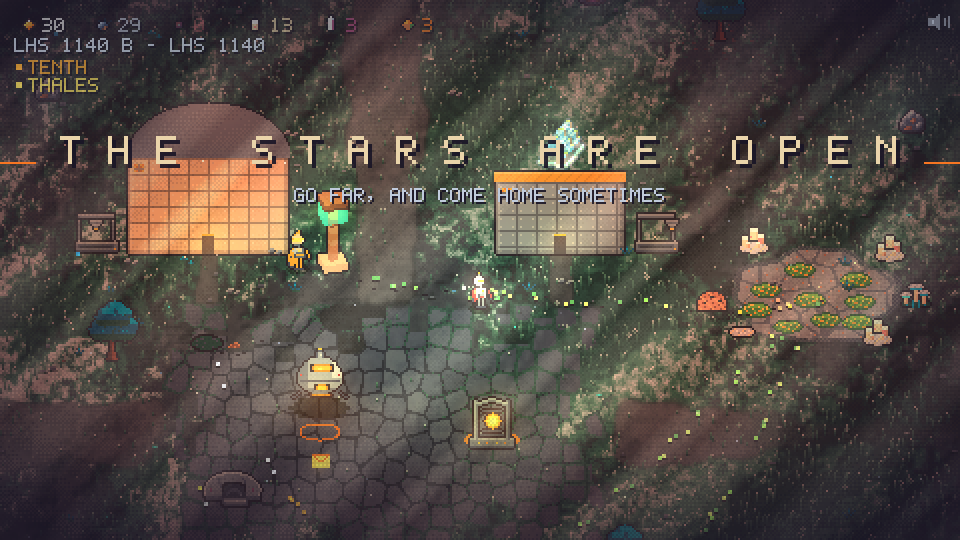 30 29 0 13 3 3
LHS 1140 B - LHS 1140
TENTH
THALES
THE STARS ARE OPEN
GO FAR, AND COME HOME SOMETIMES